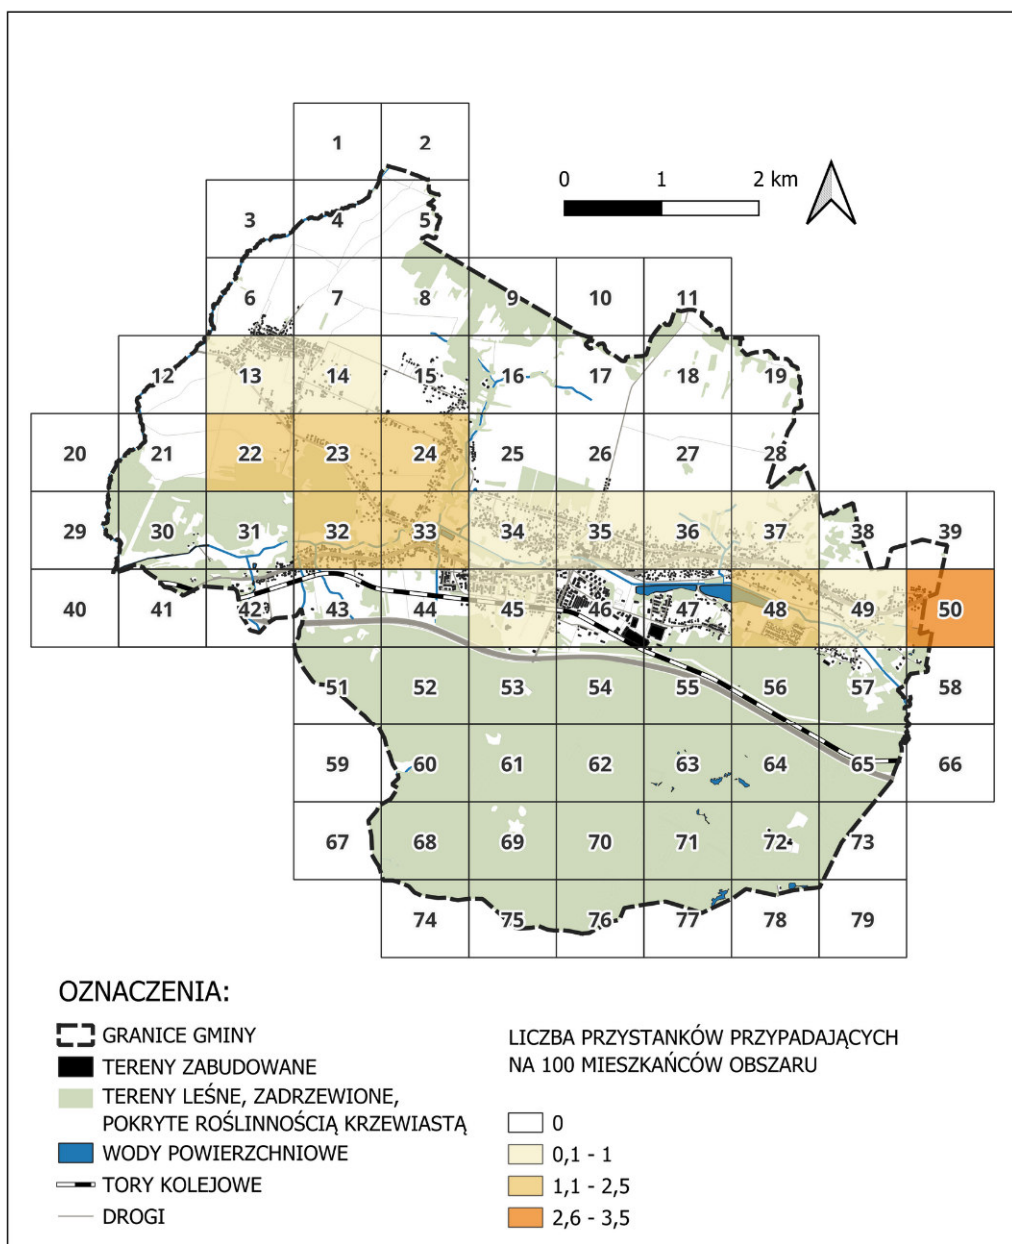 1 2
0 1 2 km
3 4 5
6 7 8 9 10 11
12 13 14 15 16 17 18 19
20 21 22 23 24 25 26 27 28
29 30 31 32 33 34 35 36 37 38 39
40 41 42 43 44 45 46 47 48 49 50
51 52 53 54 55 56 57 58
59 60 61 62 63 64 65 66
67 68 69 70 71 72 73
74 75 76 77 78 79
OZNACZENIA:
GRANICE GMINY
TERENY ZABUDOWANE
TERENY LEŚNE, ZADRZEWIONE,
POKRYTE ROŚLINNOŚCIĄ KRZEWIASTĄ
WODY POWIERZCHNIOWE
TORY KOLEJOWE
DROGI
LICZBA PRZYSTANKÓW PRZYPADAJĄCYCH
NA 100 MIESZKAŃCÓW OBSZARU
0
0,1 - 1
1,1 - 2,5
2,6 - 3,5